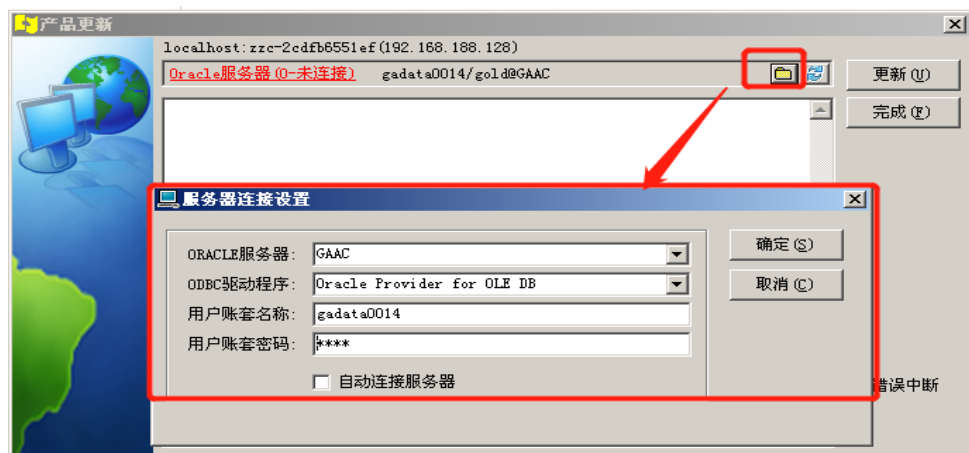 产品更新
localhost:zzc-2cdfb6551ef(192.168.188.128)
Oracle服务器(0-未连接) gadata0014/gold@GAAC
更新(U)
完成(F)
服务器连接设置
ORACLE服务器: GAAC
确定(S)
ODBC驱动程序: Oracle Provider for OLE DB
取消(C)
用户账套名称: gadata0014
用户账套密码: ****
自动连接服务器
错误中断